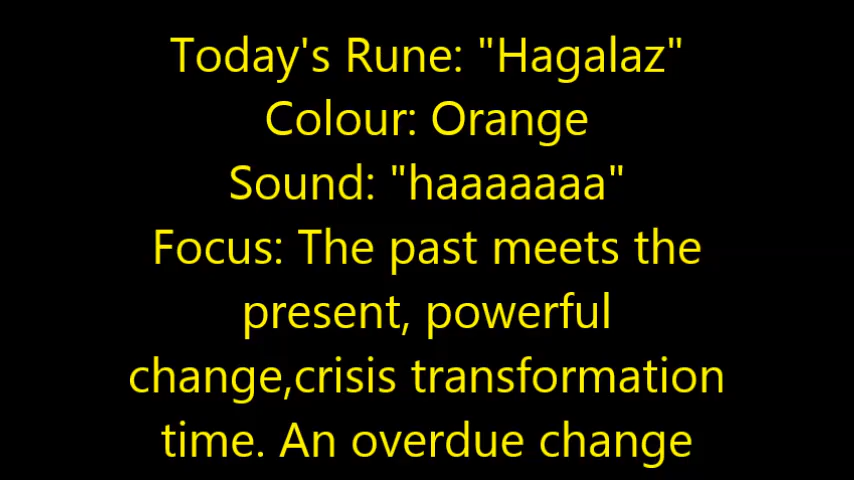 Today's Rune: "Hagalaz"
Colour: Orange
Sound: "haaaaaaa"
Focus: The past meets the
present, powerful
change,crisis transformation
time. An overdue change